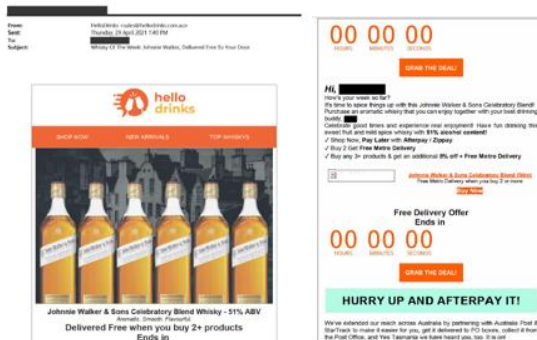 From: HelloDrinks <sales@hellodrinks.com.au>
Sent: Thursday, 29 April 2021 1:40 PM
To:
Subject: Whisky Of The Week Johnnie Walker, Delivered Free To Your Door
hello
drinks
SHOP NOW NEW ARRIVALS TOP WHISKYS
Johnnie Walker & Sons Celebratory Blend Whisky - 51% ABV
Aromatic. Smooth. Flavourful.
Delivered Free when you buy 2+ products
Ends in
00 00 00
HOURS MINUTES SECONDS
GRAB THE DEAL!
Hi,
How's your week so far?
It's time to spice things up with this Johnnie Walker & Sons Celebratory Blend!
Purchase an aromatic whisky that you can enjoy together with your best drinking
buddy,
Celebrate good times and experience real enjoyment! Have fun drinking this
sweet fruit and mild spice whisky with 51% alcohol content!
✓ Shop Now, Pay Later with Afterpay / Zippay
✓ Buy 2 Get Free Metro Delivery
✓ Buy any 3+ products & get an additional 5% off + Free Metro Delivery
Johnnie Walker & Sons Celebratory Blend
Free Metro Delivery when you buy 2 or more
Buy Now
Free Delivery Offer
Ends in
00 00 00
HOURS MINUTES SECONDS
GRAB THE DEAL!
HURRY UP AND AFTERPAY IT!
We've extended our reach across Australia by partnering with Australia Post &
StarTrack to make it easier for you, get it delivered to PO boxes, collect it from
the Post Office, and Yes Tasmania we have heard you, too. It is on!